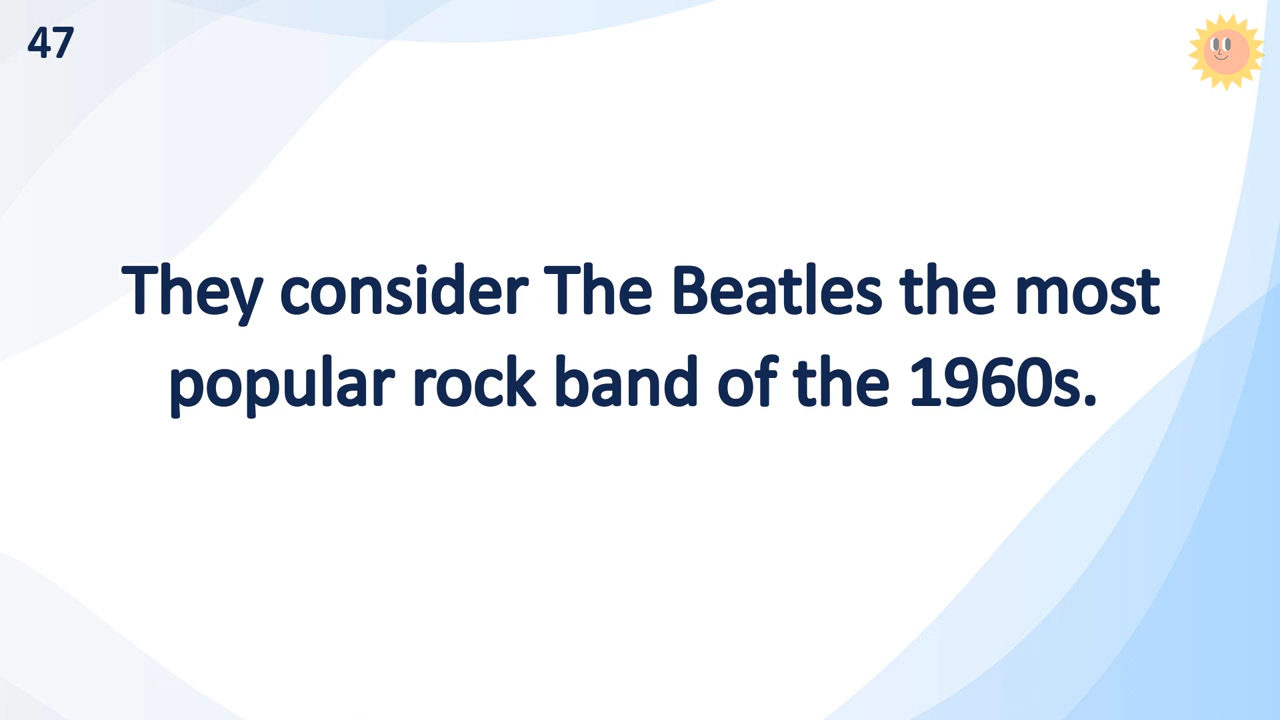 47
They consider The Beatles the most
popular rock band of the 1960s.